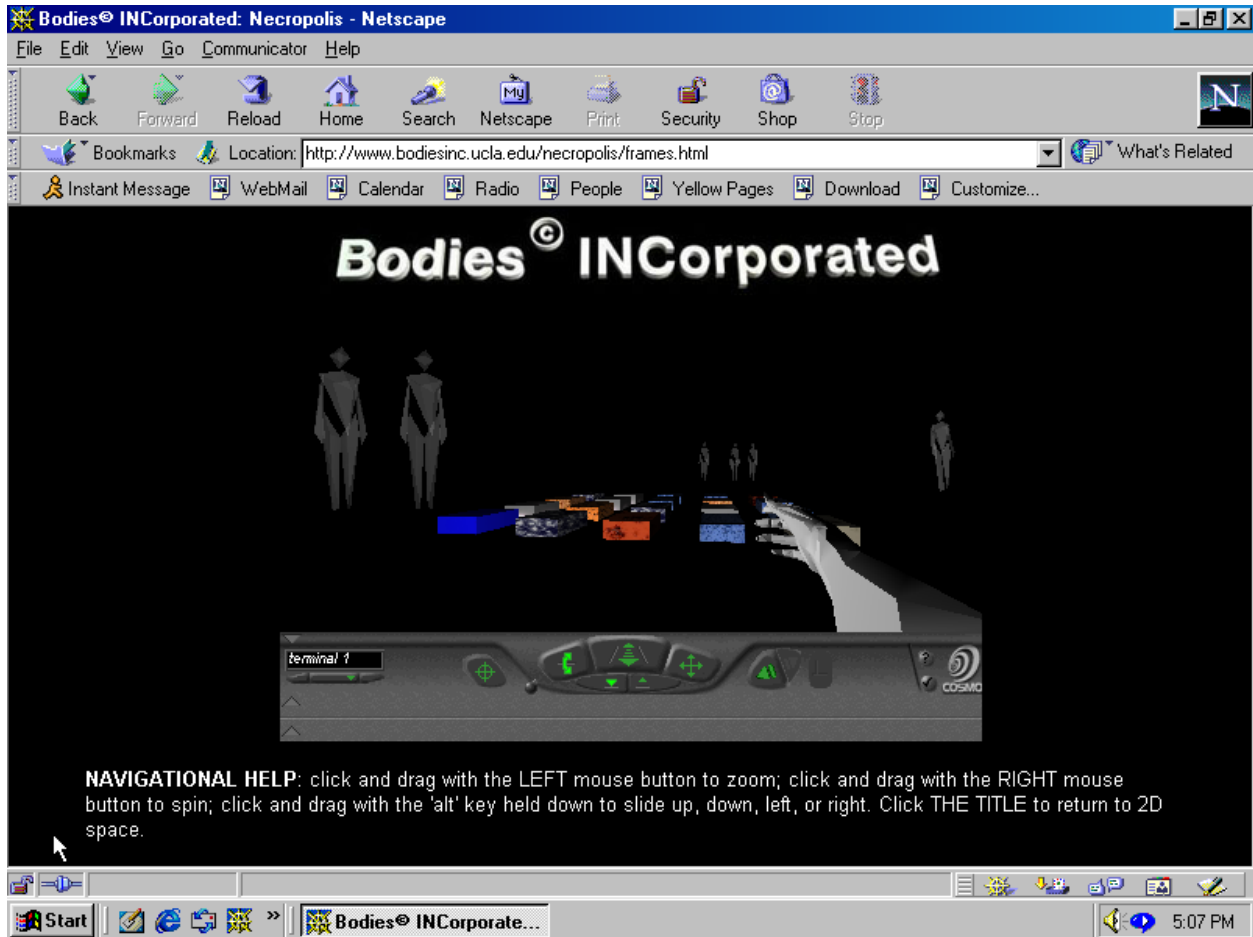 Bodies© INCorporated: Necropolis - Netscape
File Edit View Go Communicator Help
My
N
Back Forward Reload Home Search Netscape Print Security Shop Stop
Bookmarks Location: http://www.bodiesinc.ucla.edu/necropolis/frames.html What's Related
Instant Message WebMail Calendar Radio People Yellow Pages Download Customize...
Bodies© INCorporated
terminal 1
?
COSMO
NAVIGATIONAL HELP: click and drag with the LEFT mouse button to zoom; click and drag with the RIGHT mouse
button to spin; click and drag with the 'alt' key held down to slide up, down, left, or right. Click THE TITLE to return to 2D
space.
Start » Bodies© INCorporate... 5:07 PM